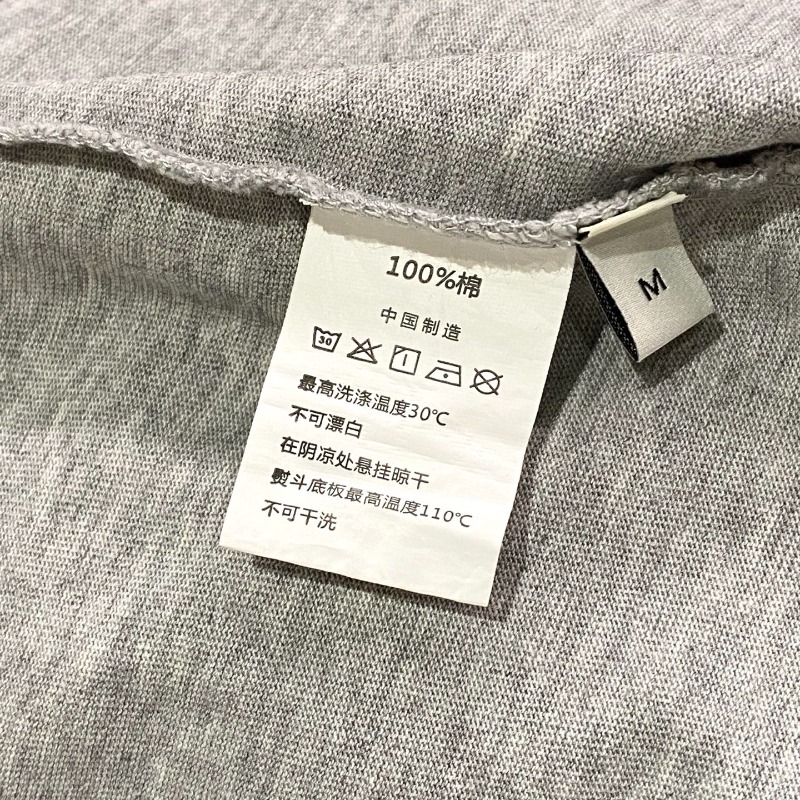 100%棉
中国制造
30
最高洗涤温度30℃
不可漂白
在阴凉处悬挂晾干
熨斗底板最高温度110℃
不可干洗
M